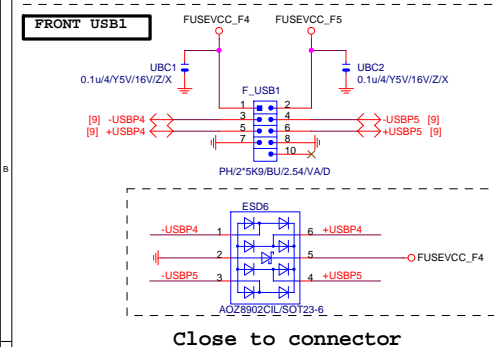 FRONT USB1
FUSEVCC_F4 FUSEVCC_F5
UBC1 UBC2
0.1u/4/Y5V/16V/Z/X 0.1u/4/Y5V/16V/Z/X
F_USB1
1 2
[9] -USBP4 3 4 -USBP5 [9]
[9] +USBP4 5 6 +USBP5 [9]
7 8
10
B
PH/2*5K9/BU/2.54/VA/D
ESD6
-USBP4 1 6 +USBP4
2 5 FUSEVCC_F4
-USBP5 3 4 +USBP5
AOZ8902CIL/SOT23-6
Close to connector